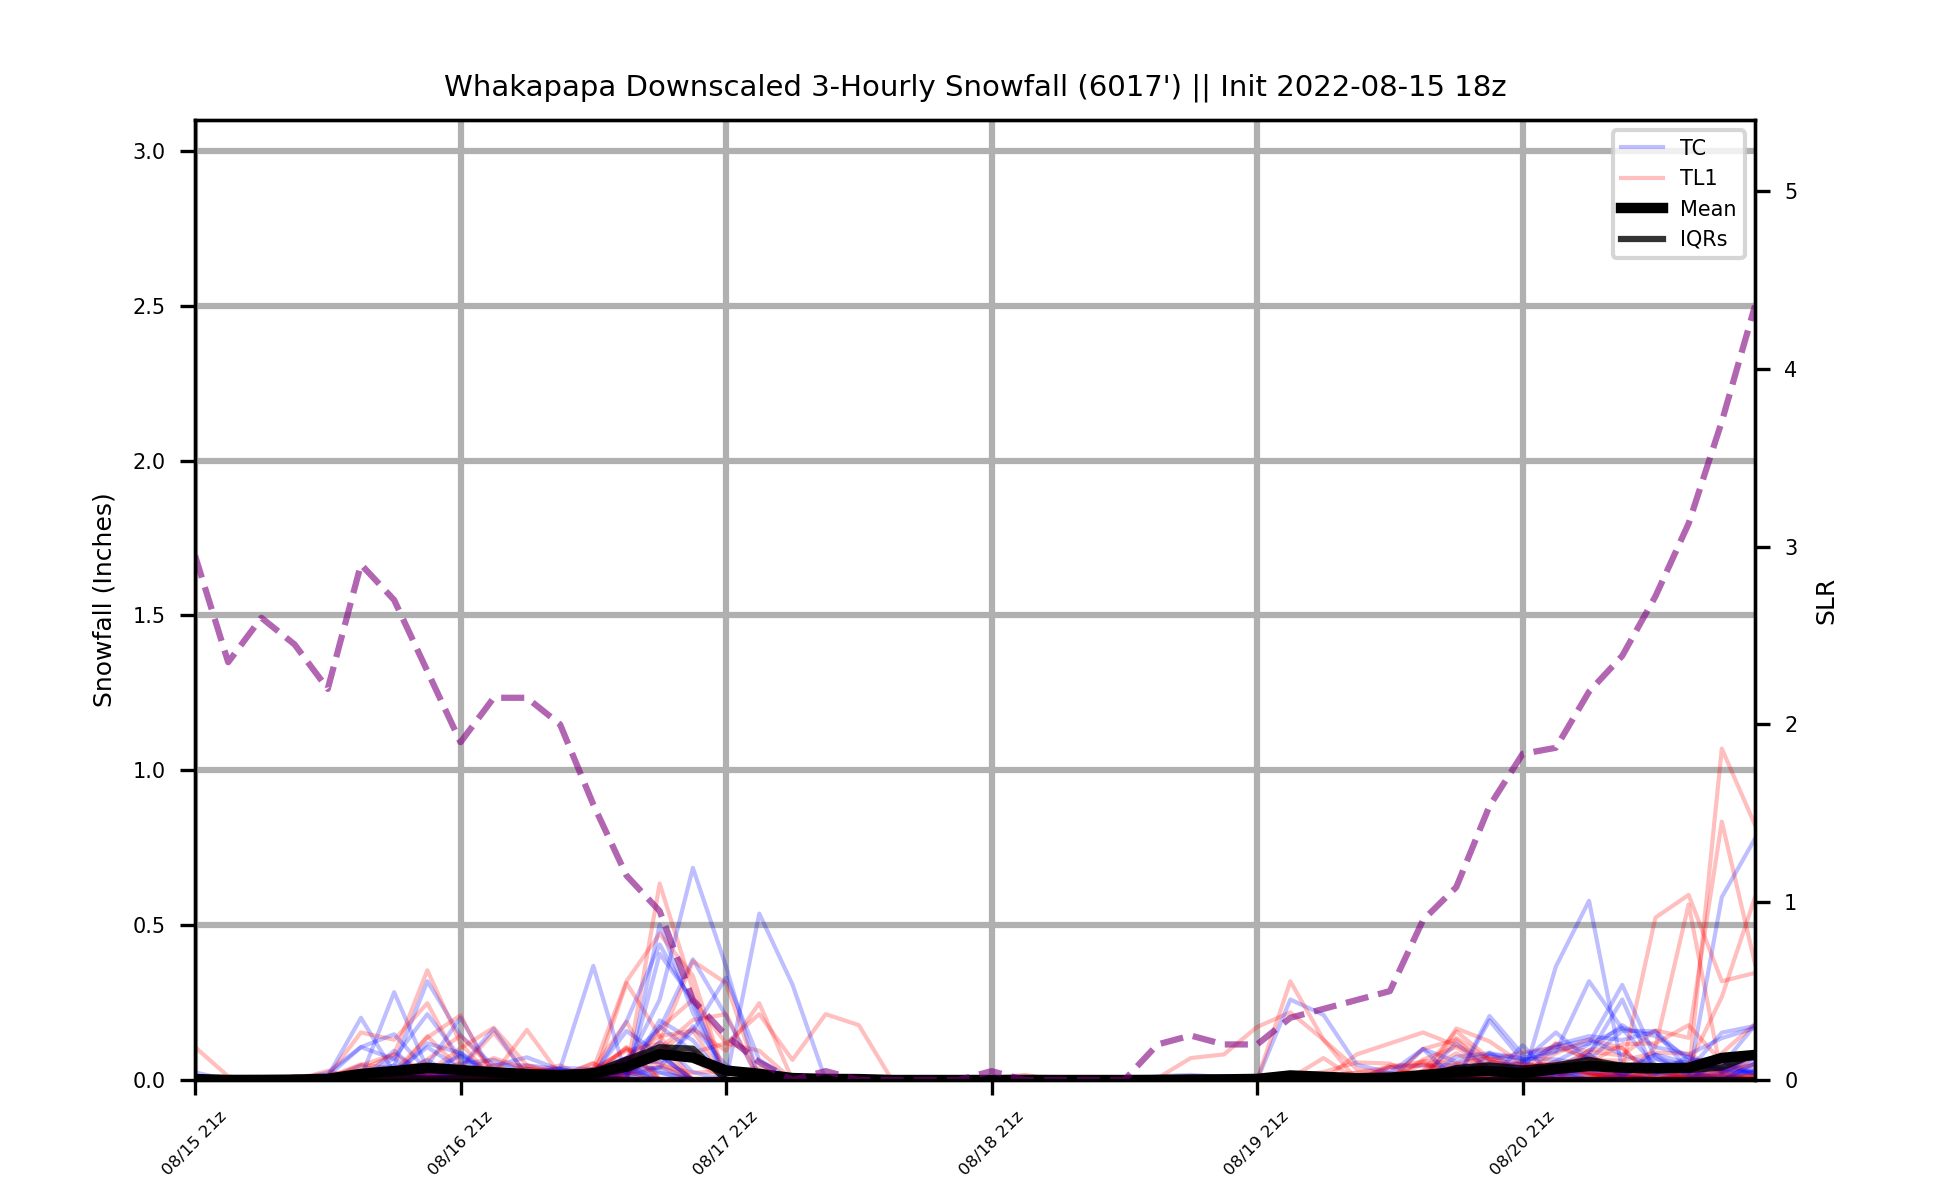 Whakapapa Downscaled 3-Hourly Snowfall (6017') || Init 2022-08-15 18z
TC
TL1
Mean
IQRs
Snowfall (Inches)
3.0
2.5
2.0
1.5
1.0
0.5
0.0
SLR
5
4
3
2
1
0
08/15 21z
08/16 21z
08/17 21z
08/18 21z
08/19 21z
08/20 21z